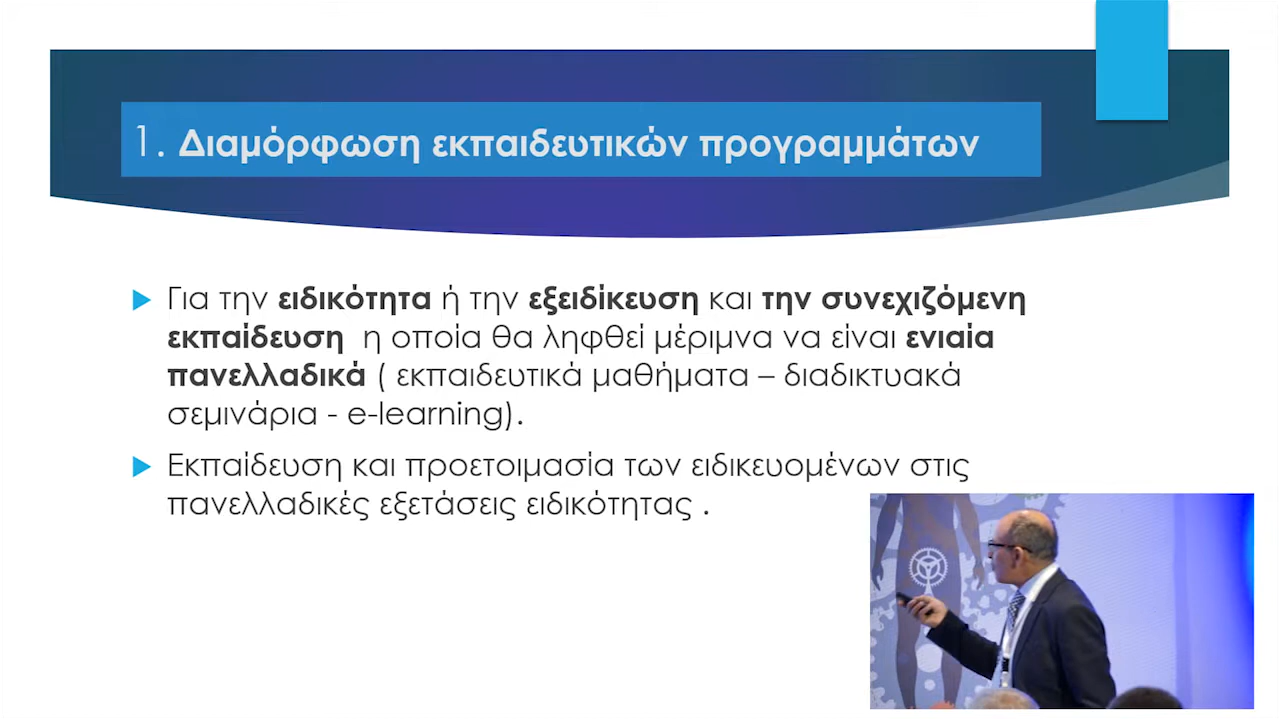 1. Διαμόρφωση εκπαιδευτικών προγραμμάτων
Για την ειδικότητα ή την εξειδίκευση και την συνεχιζόμενη
εκπαίδευση η οποία θα ληφθεί μέριμνα να είναι ενιαία
πανελλαδικά ( εκπαιδευτικά μαθήματα – διαδικτυακά
σεμινάρια - e-learning).
Εκπαίδευση και προετοιμασία των ειδικευομένων στις
πανελλαδικές εξετάσεις ειδικότητας .